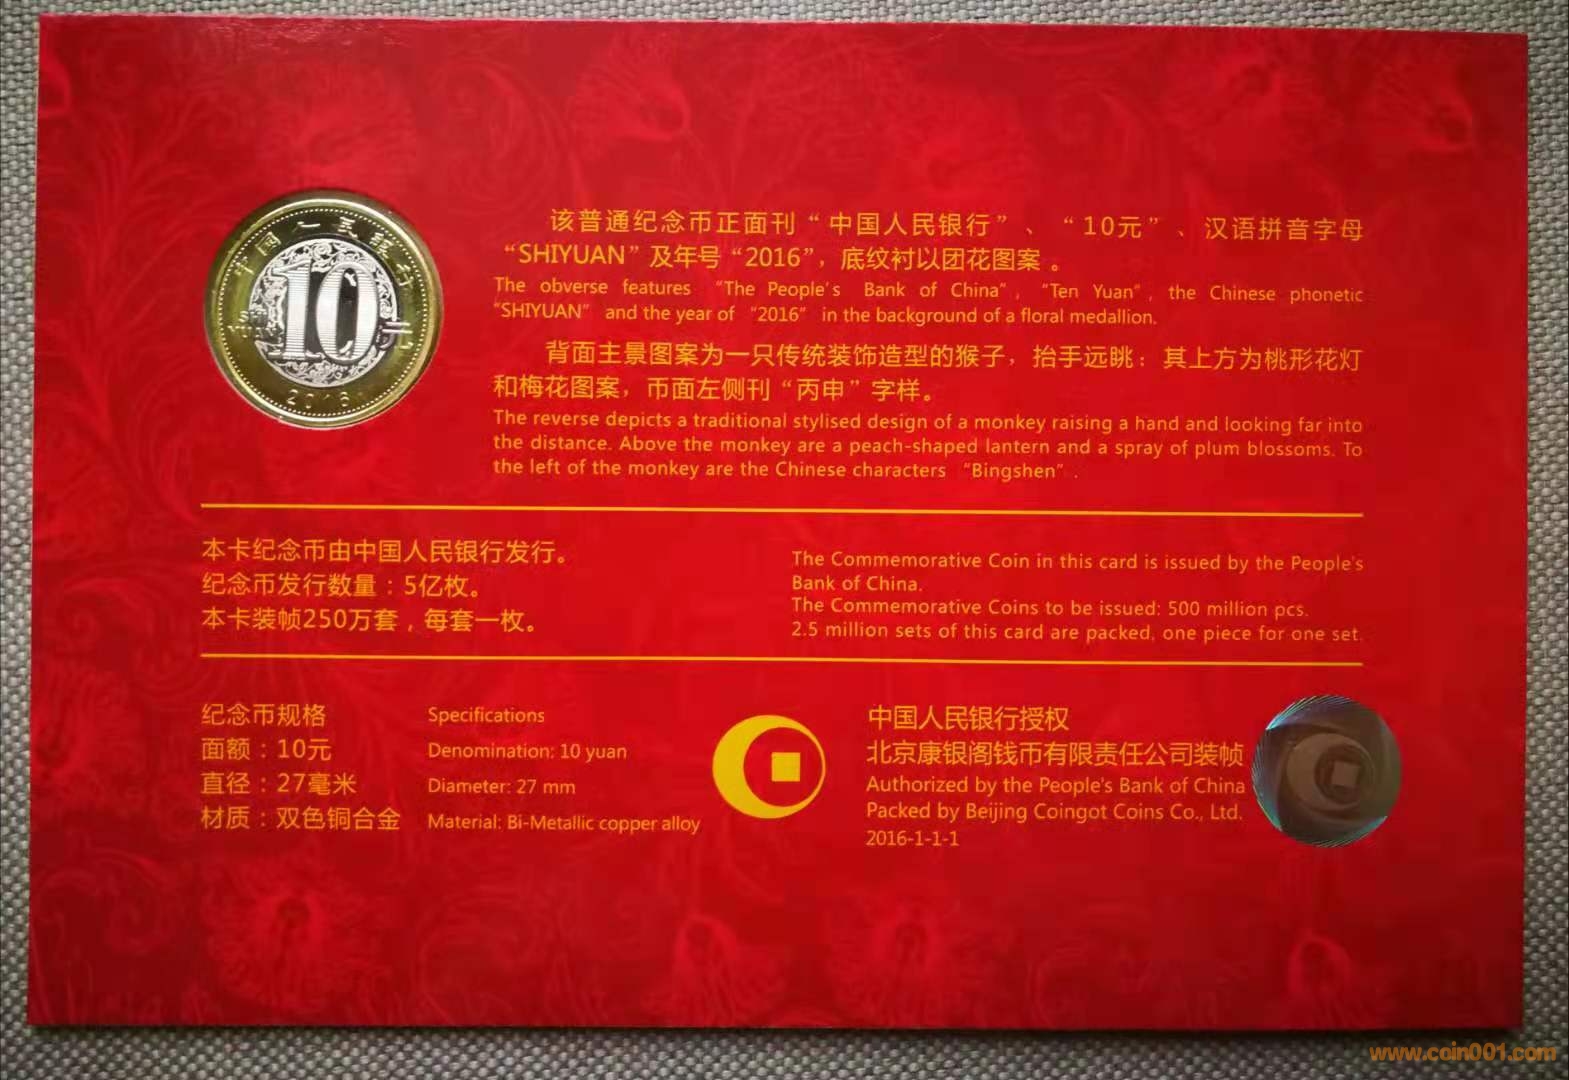 中国人民银行
10
元
2016
该普通纪念币正面刊“中国人民银行”、“10元”、汉语拼音字母
“SHIYUAN”及年号“2016”，底纹衬以团花图案。
The obverse features “The People's Bank of China”, “Ten Yuan”, the Chinese phonetic
“SHIYUAN” and the year of “2016” in the background of a floral medallion.
背面主景图案为一只传统装饰造型的猴子，抬手远眺；其上方为桃形花灯
和梅花图案，币面左侧刊“丙申”字样。
The reverse depicts a traditional stylised design of a monkey raising a hand and looking far into
the distance. Above the monkey are a peach-shaped lantern and a spray of plum blossoms. To
the left of the monkey are the Chinese characters “Bingshen”.
本卡纪念币由中国人民银行发行。
纪念币发行数量：5亿枚。
本卡装帧250万套，每套一枚。
The Commemorative Coin in this card is issued by the People's
Bank of China.
The Commemorative Coins to be issued: 500 million pcs.
2.5 million sets of this card are packed, one piece for one set.
纪念币规格
面额：10元
直径：27毫米
材质：双色铜合金
Specifications
Denomination: 10 yuan
Diameter: 27 mm
Material: Bi-Metallic copper alloy
中国人民银行授权
北京康银阁钱币有限责任公司装帧
Authorized by the People's Bank of China
Packed by Beijing Coingot Coins Co., Ltd.
2016-1-1-1
www.coin001.com